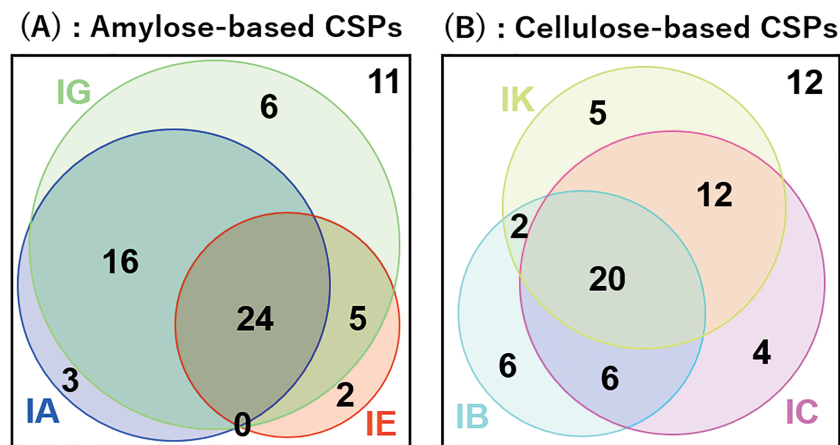 (A) : Amylose-based CSPs
IG
6
11
16
24
5
3
2
0
IA
IE
(B) : Cellulose-based CSPs
IK
5
12
12
2
20
6
6
4
IB
IC